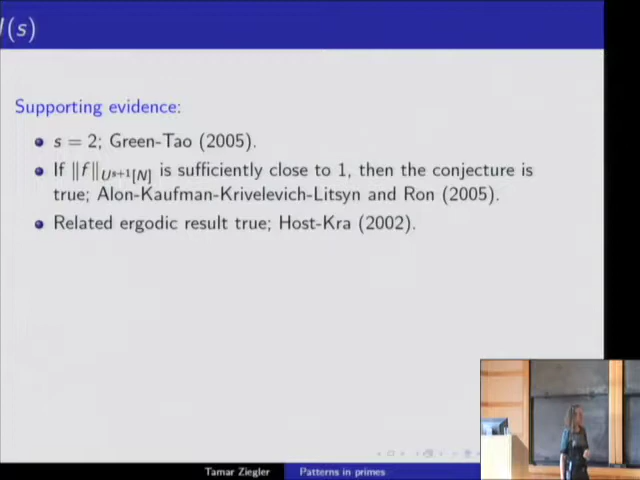 I(s)
Supporting evidence:
s = 2; Green-Tao (2005).
If ‖f‖_{U^{s+1}[N]} is sufficiently close to 1, then the conjecture is
true; Alon-Kaufman-Krivelevich-Litsyn and Ron (2005).
Related ergodic result true; Host-Kra (2002).
Tamar Ziegler Patterns in primes